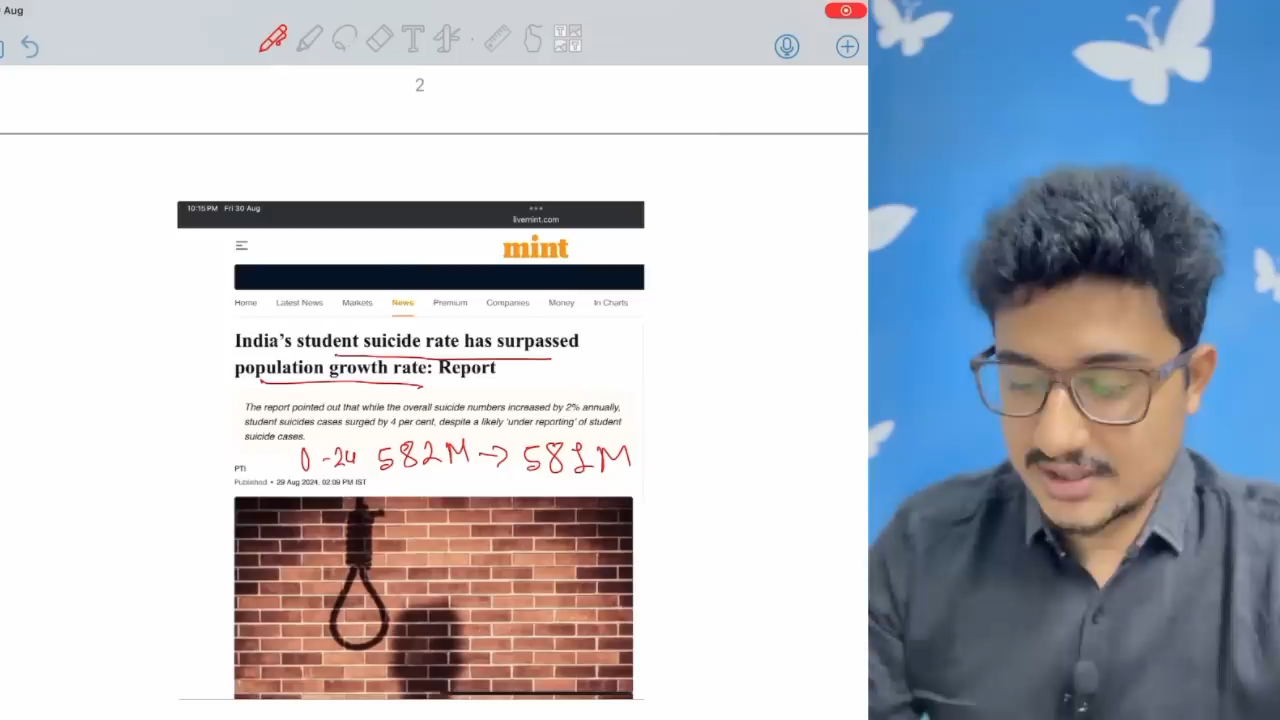 Aug
2
10:15 PM Fri 30 Aug
livemint.com
mint
Home Latest News Markets News Premium Companies Money In Charts
India's student suicide rate has surpassed
population growth rate: Report
The report pointed out that while the overall suicide numbers increased by 2% annually,
student suicides cases surged by 4 per cent, despite a likely 'under reporting' of student
suicide cases.
0-24 582M → 581M
PTI
Published • 29 Aug 2024, 02:09 PM IST